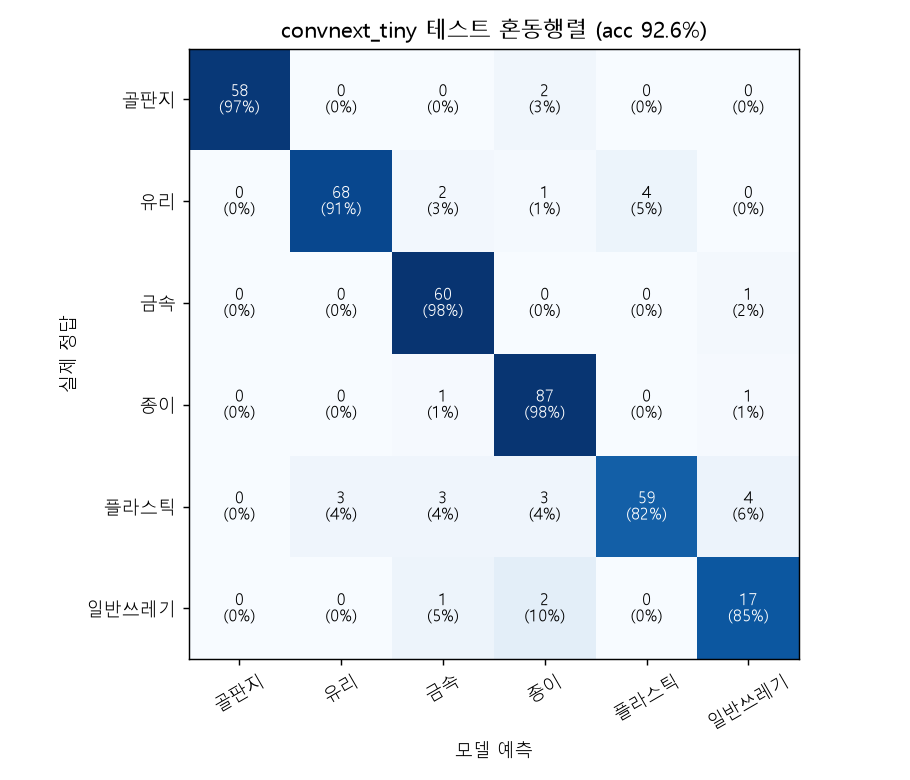 convnext_tiny 테스트 혼동행렬 (acc 92.6%)
골판지
58 0 0 2 0 0
(97%) (0%) (0%) (3%) (0%) (0%)
유리
0 68 2 1 4 0
(0%) (91%) (3%) (1%) (5%) (0%)
금속
0 0 60 0 0 1
(0%) (0%) (98%) (0%) (0%) (2%)
종이
0 0 1 87 0 1
(0%) (0%) (1%) (98%) (0%) (1%)
플라스틱
0 3 3 3 59 4
(0%) (4%) (4%) (4%) (82%) (6%)
일반쓰레기
0 0 1 2 0 17
(0%) (0%) (5%) (10%) (0%) (85%)
실제 정답
골판지 유리 금속 종이 플라스틱 일반쓰레기
모델 예측